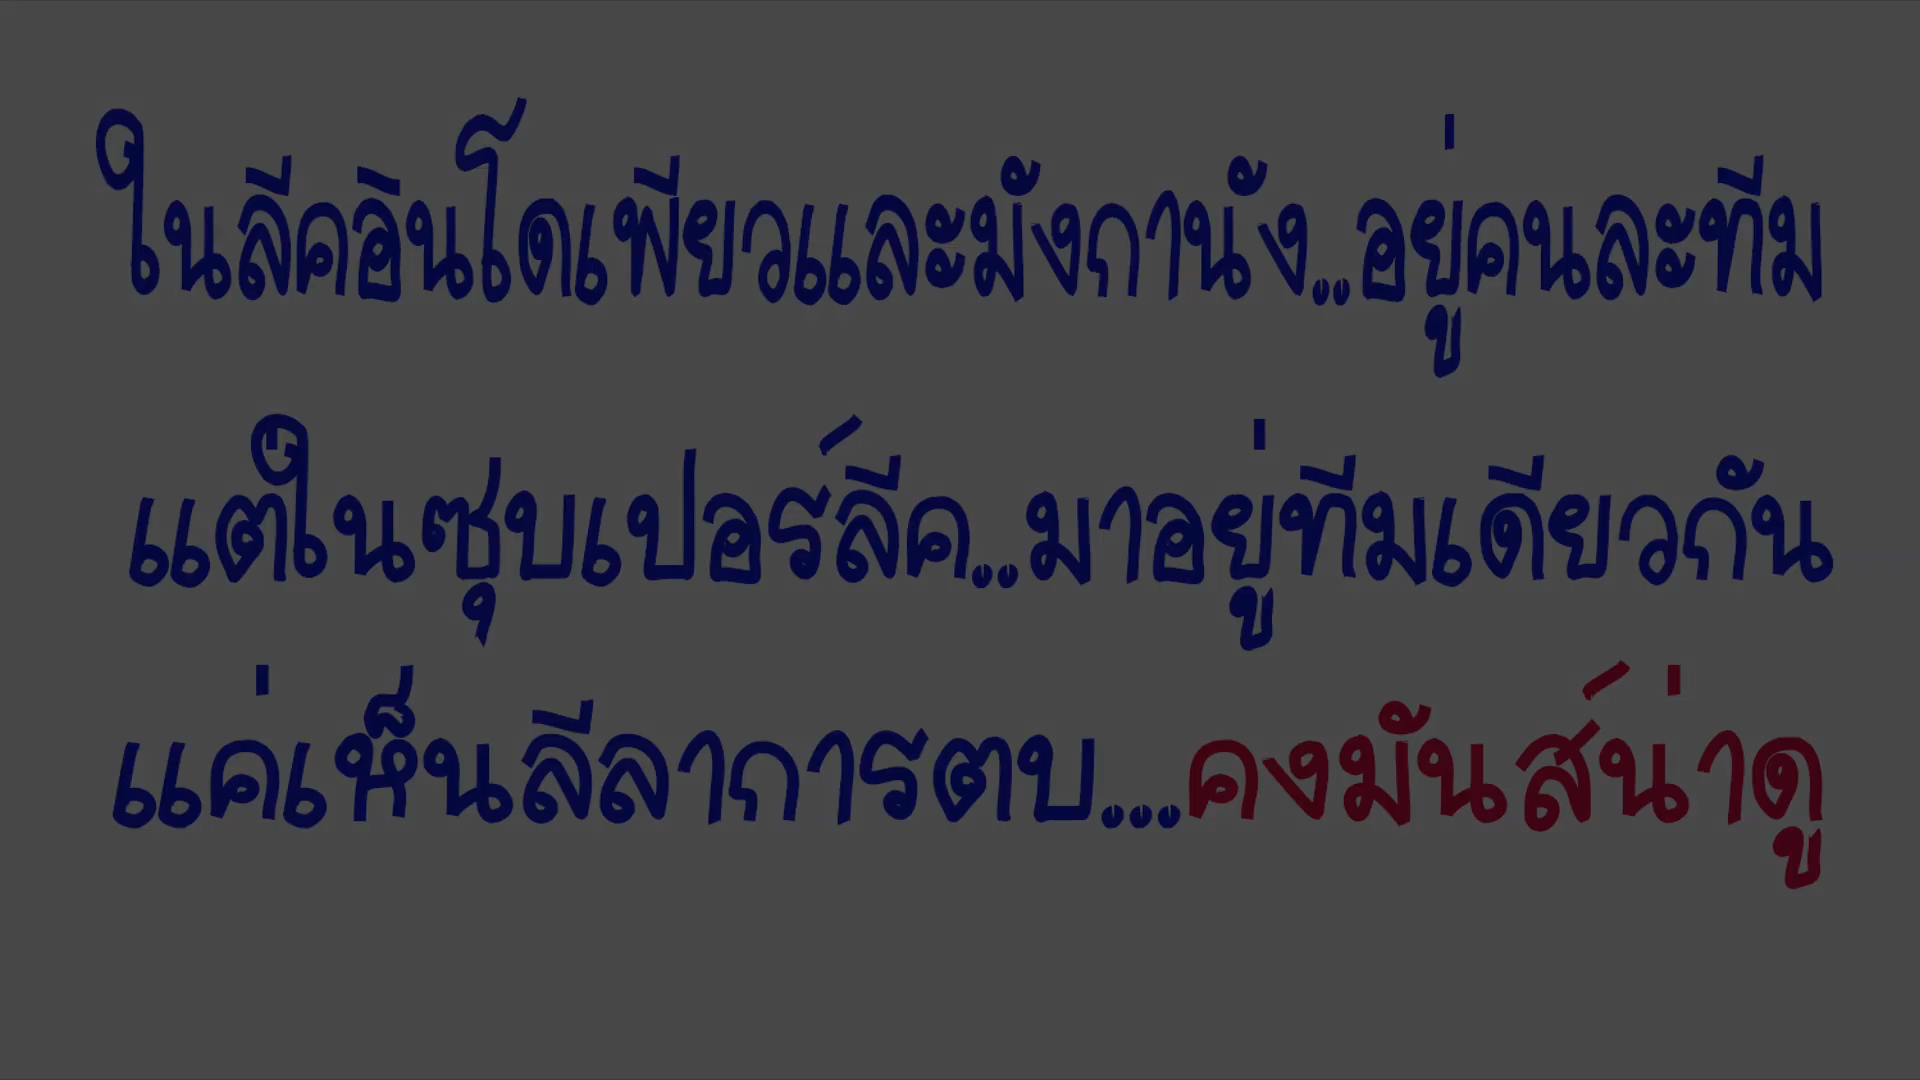 ในลีคอินโดเพียวและมังกานัง..อยู่คนละทีม
แต่ในซุบเปอร์ลีค..มาอยู่ทีมเดียวกัน
แค่เห็นลีลาการตบ...คงมันส์น่าดู